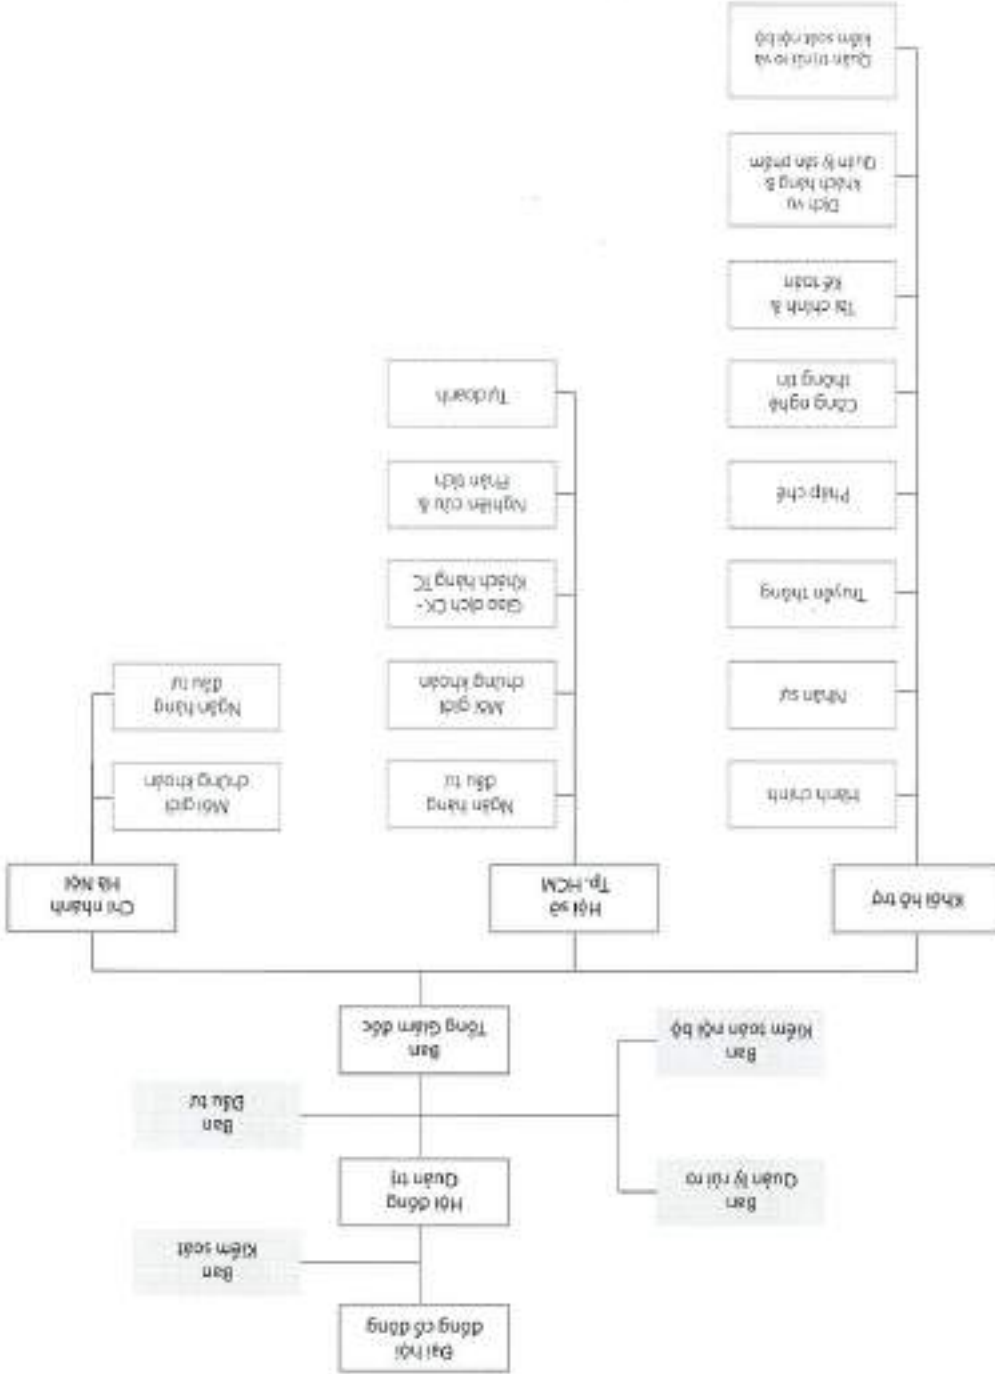 Đại hội
đồng cổ đông
Ban
Kiểm soát
Hội đồng
Quản trị
Ban
Quản lý rủi ro
Ban
Đầu tư
Ban
Kiểm toán nội bộ
Ban
Tổng Giám đốc
Khối hỗ trợ
Hội sở
Tp. HCM
Chi nhánh
Hà Nội
Hành chính
Nhân sự
Truyền thông
Pháp chế
Công nghệ
thông tin
Tài chính &
Kế toán
Dịch vụ
khách hàng &
Quản lý sản phẩm
Quản trị rủi ro và
kiểm soát nội bộ
Ngân hàng
đầu tư
Môi giới
chứng khoán
Giao dịch CK -
Khách hàng TC
Nghiên cứu &
Phân tích
Tự doanh
Môi giới
chứng khoán
Ngân hàng
đầu tư